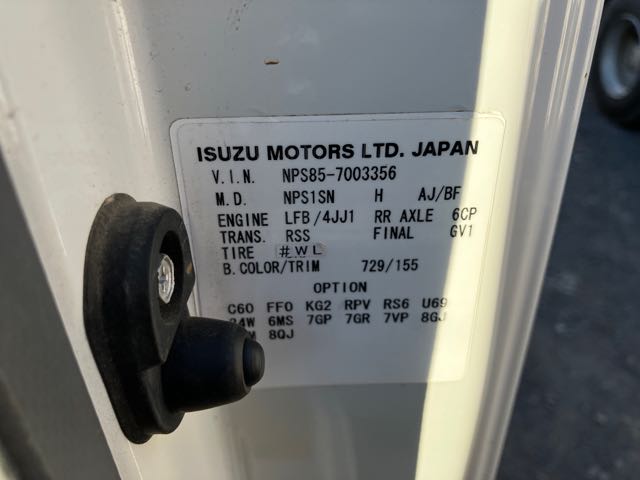 ISUZU MOTORS LTD. JAPAN
V.I.N. NPS85-7003356
M.D. NPS1SN H AJ/BF
ENGINE LFB/4JJ1 RR AXLE 6CP
TRANS. RSS FINAL GV1
TIRE #WL
B.COLOR/TRIM 729/155
OPTION
C60 FF0 KG2 RPV RS6 U69
6MS 7GP 7GR 7VP 8GJ
8QJ